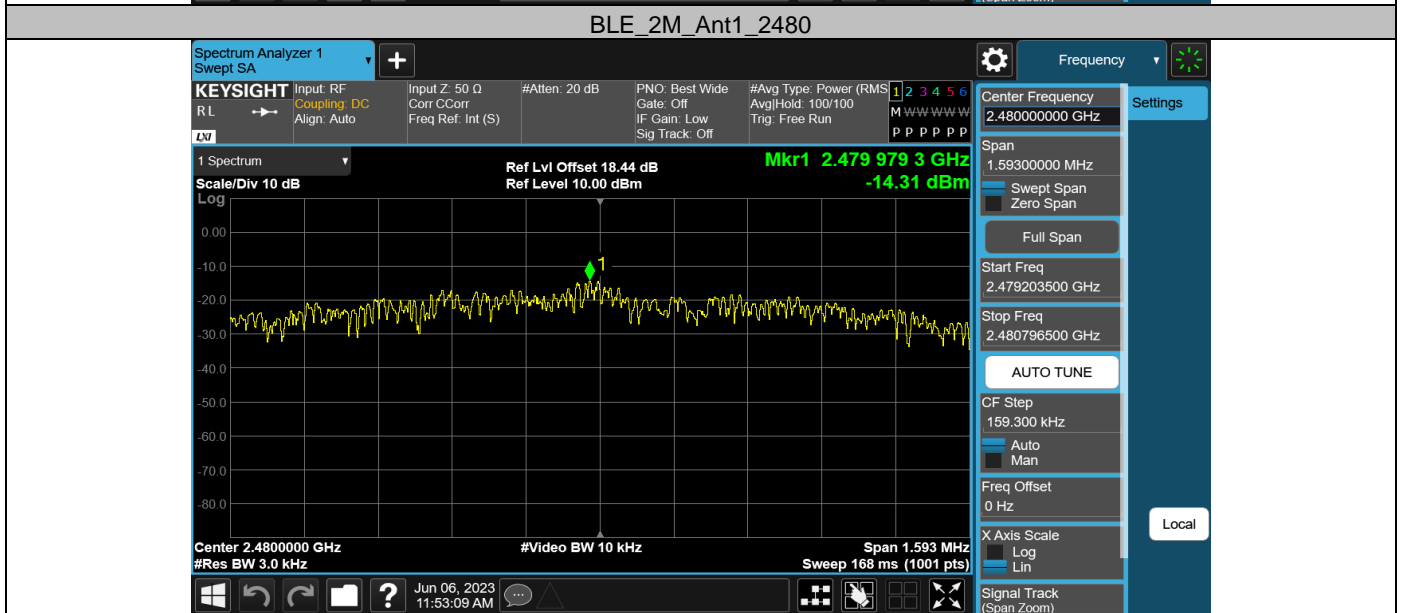 (Span Zoom)
BLE_2M_Ant1_2480
Spectrum Analyzer 1
Swept SA
+
Frequency
KEYSIGHT
RL
LXI
Input: RF
Coupling: DC
Align: Auto
Input Z: 50 Ω
Corr CCorr
Freq Ref: Int (S)
#Atten: 20 dB
PNO: Best Wide
Gate: Off
IF Gain: Low
Sig Track: Off
#Avg Type: Power (RMS
Avg|Hold: 100/100
Trig: Free Run
1 2 3 4 5 6
M W W W W W
P P P P P P
Center Frequency
2.480000000 GHz
Settings
1 Spectrum
Ref Lvl Offset 18.44 dB
Mkr1 2.479 979 3 GHz
Scale/Div 10 dB
Ref Level 10.00 dBm
-14.31 dBm
Log
0.00
-10.0
-20.0
-30.0
-40.0
-50.0
-60.0
-70.0
-80.0
1
Span
1.59300000 MHz
Swept Span
Zero Span
Full Span
Start Freq
2.479203500 GHz
Stop Freq
2.480796500 GHz
AUTO TUNE
CF Step
159.300 kHz
Auto
Man
Freq Offset
0 Hz
X Axis Scale
Log
Lin
Local
Signal Track
(Span Zoom)
Center 2.4800000 GHz
#Video BW 10 kHz
Span 1.593 MHz
#Res BW 3.0 kHz
Sweep 168 ms (1001 pts)
?
Jun 06, 2023
11:53:09 AM